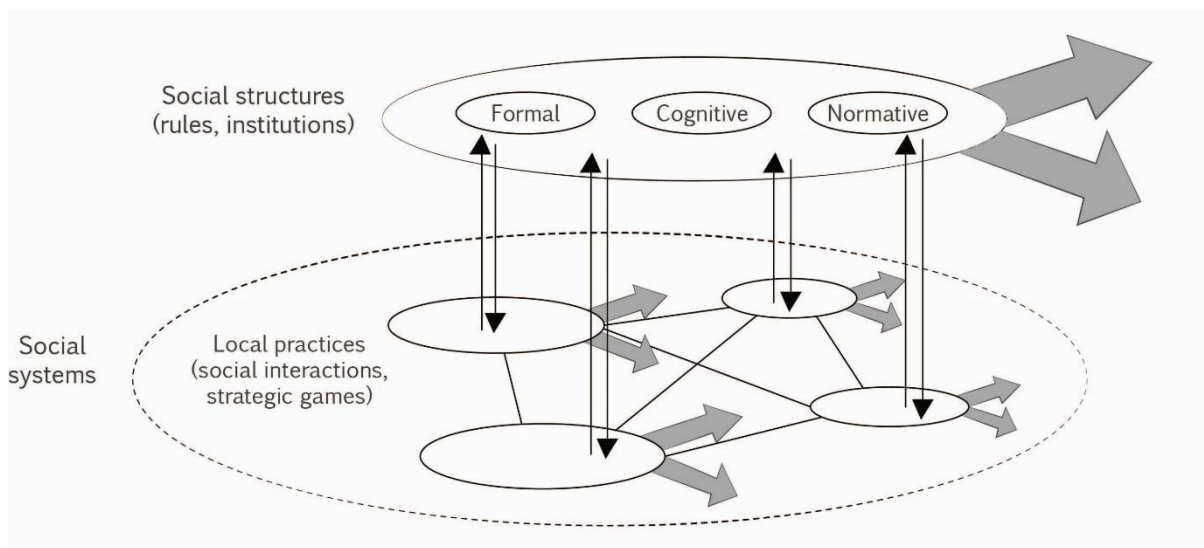 Social structures
(rules, institutions)
Formal
Cognitive
Normative
Social
systems
Local practices
(social interactions,
strategic games)